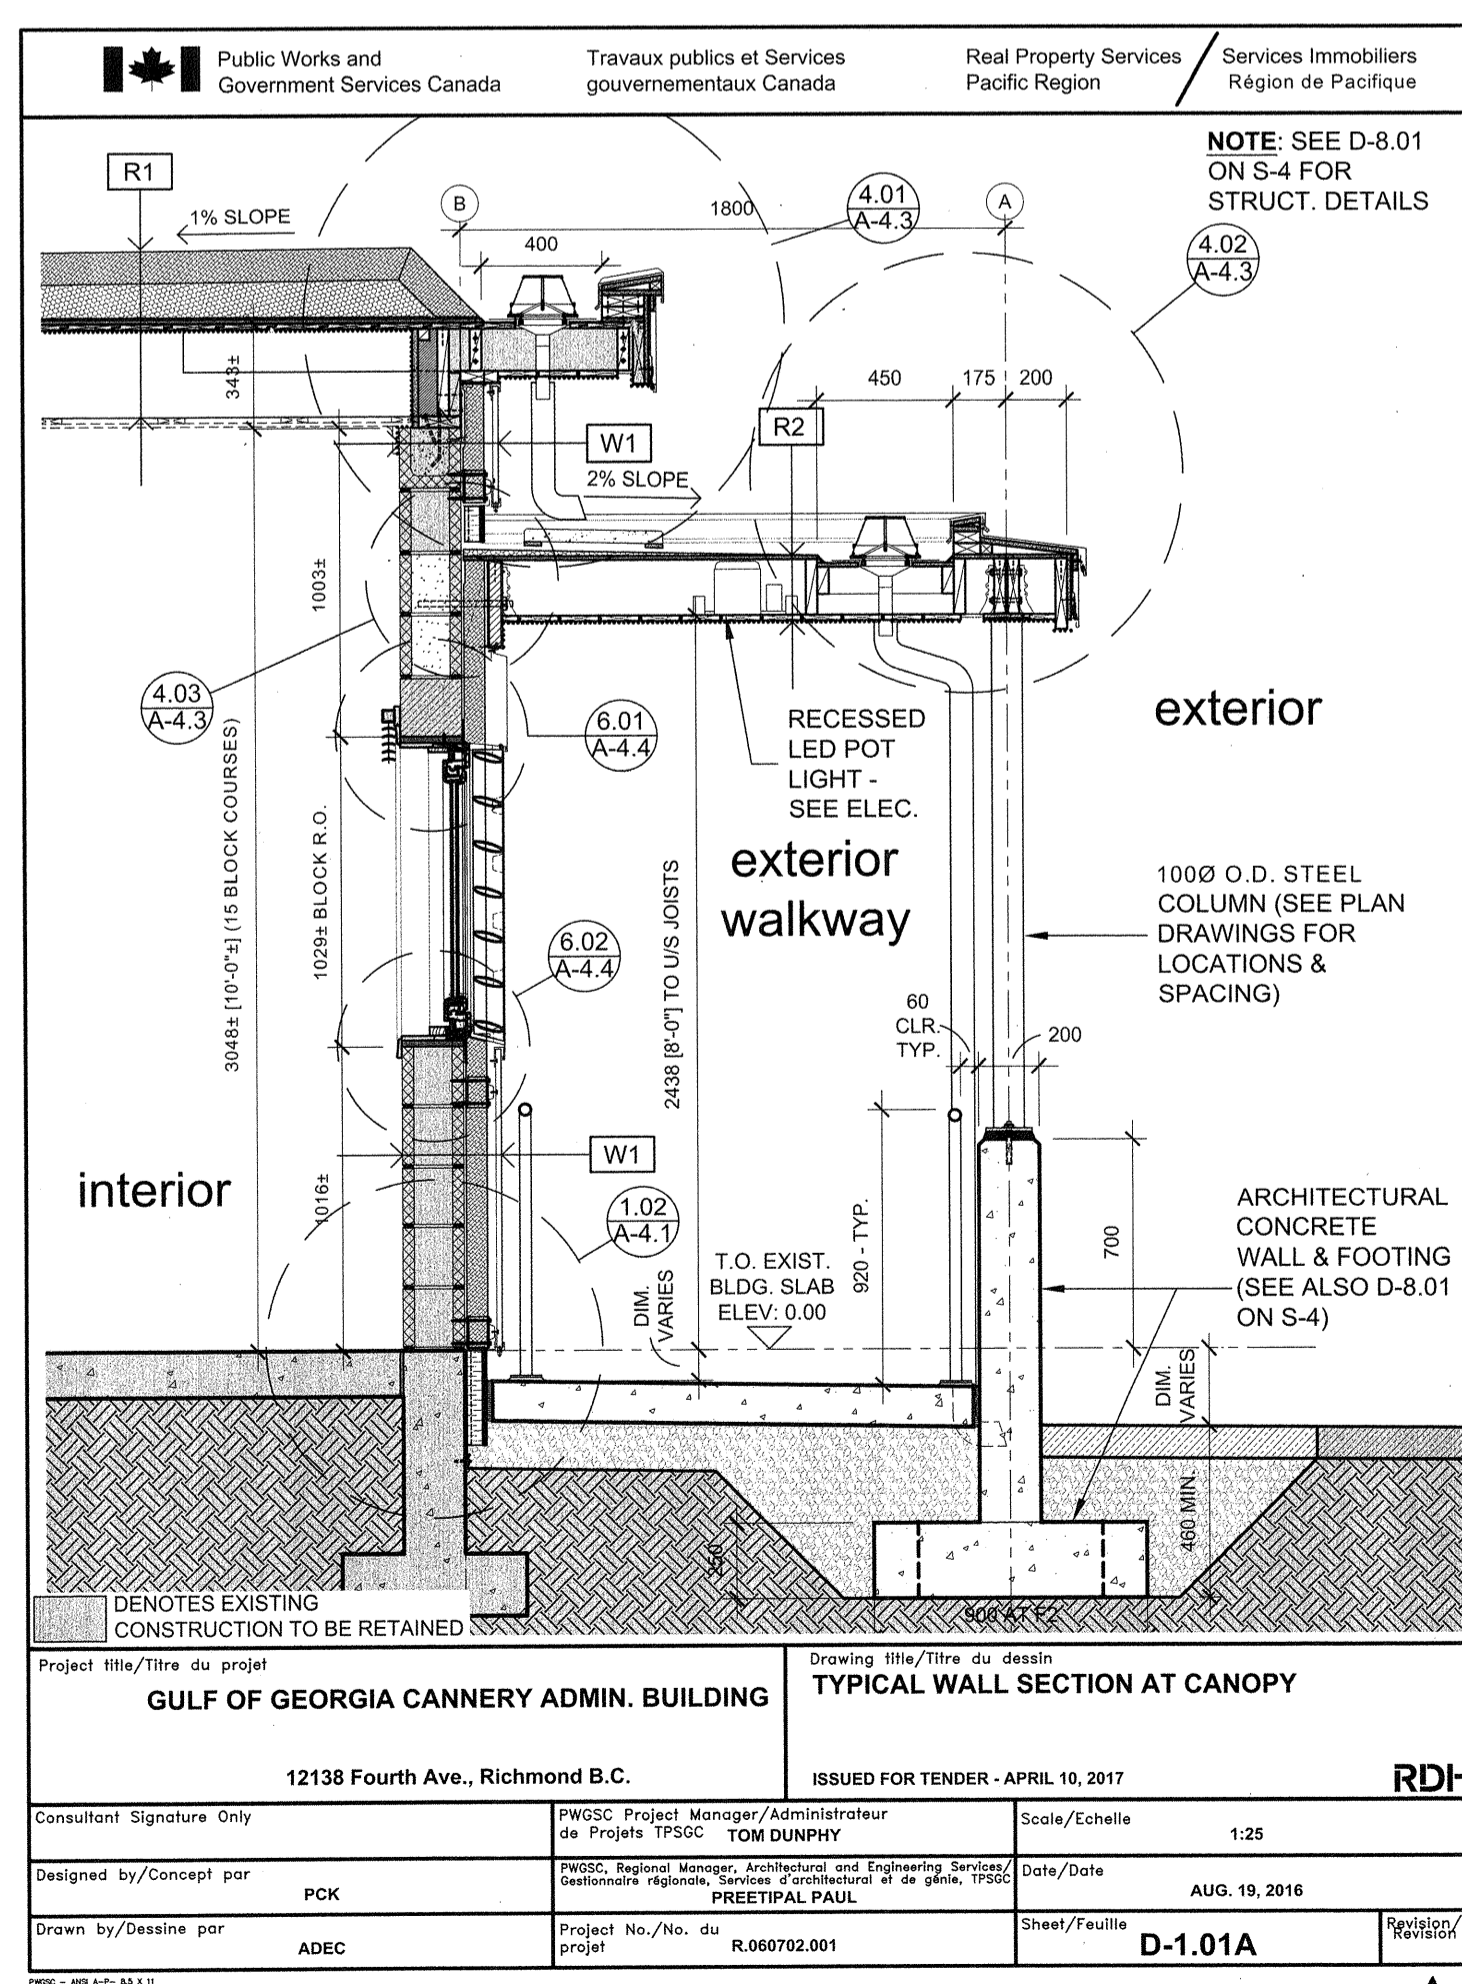 Public Works and
Government Services Canada
Travaux publics et Services
gouvernementaux Canada
Real Property Services
Pacific Region
Services Immobiliers
Région de Pacifique
NOTE: SEE D-8.01
ON S-4 FOR
STRUCT. DETAILS
R1
1% SLOPE
B
1800
4.01
A-4.3
A
4.02
A-4.3
400
343±
450
175
200
R2
W1
2% SLOPE
1003±
4.03
A-4.3
6.01
A-4.4
RECESSED
LED POT
LIGHT -
SEE ELEC.
exterior
exterior
walkway
3048± [10'-0"±] (15 BLOCK COURSES)
1029± BLOCK R.O.
2438 [8'-0"] TO U/S JOISTS
100Ø O.D. STEEL
COLUMN (SEE PLAN
DRAWINGS FOR
LOCATIONS &
SPACING)
6.02
A-4.4
60
CLR.
TYP.
200
interior
W1
1016±
1.02
A-4.1
DIM.
VARIES
T.O. EXIST.
BLDG. SLAB
ELEV: 0.00
920 - TYP.
700
ARCHITECTURAL
CONCRETE
WALL & FOOTING
(SEE ALSO D-8.01
ON S-4)
DIM.
VARIES
460 MIN.
250
900 AT F2
DENOTES EXISTING
CONSTRUCTION TO BE RETAINED
Project title/Titre du projet
GULF OF GEORGIA CANNERY ADMIN. BUILDING
12138 Fourth Ave., Richmond B.C.
Drawing title/Titre du dessin
TYPICAL WALL SECTION AT CANOPY
ISSUED FOR TENDER - APRIL 10, 2017
Consultant Signature Only
PWGSC Project Manager/Administrateur
de Projets TPSGC TOM DUNPHY
Scale/Echelle
1:25
Designed by/Concept par
PCK
PWGSC, Regional Manager, Architectural and Engineering Services/
Gestionnaire régionale, Services d'architectural et de génie, TPSGC
PREETIPAL PAUL
Date/Date
AUG. 19, 2016
Drawn by/Dessine par
ADEC
Project No./No. du
projet R.060702.001
Sheet/Feuille
D-1.01A
Revision/
Revision
PWGSC - ANSI A-P- 8.5 X 11